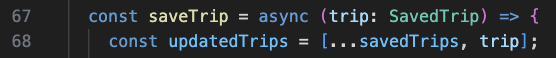 67 const saveTrip = async (trip: SavedTrip) => {
68 const updatedTrips = [...savedTrips, trip];